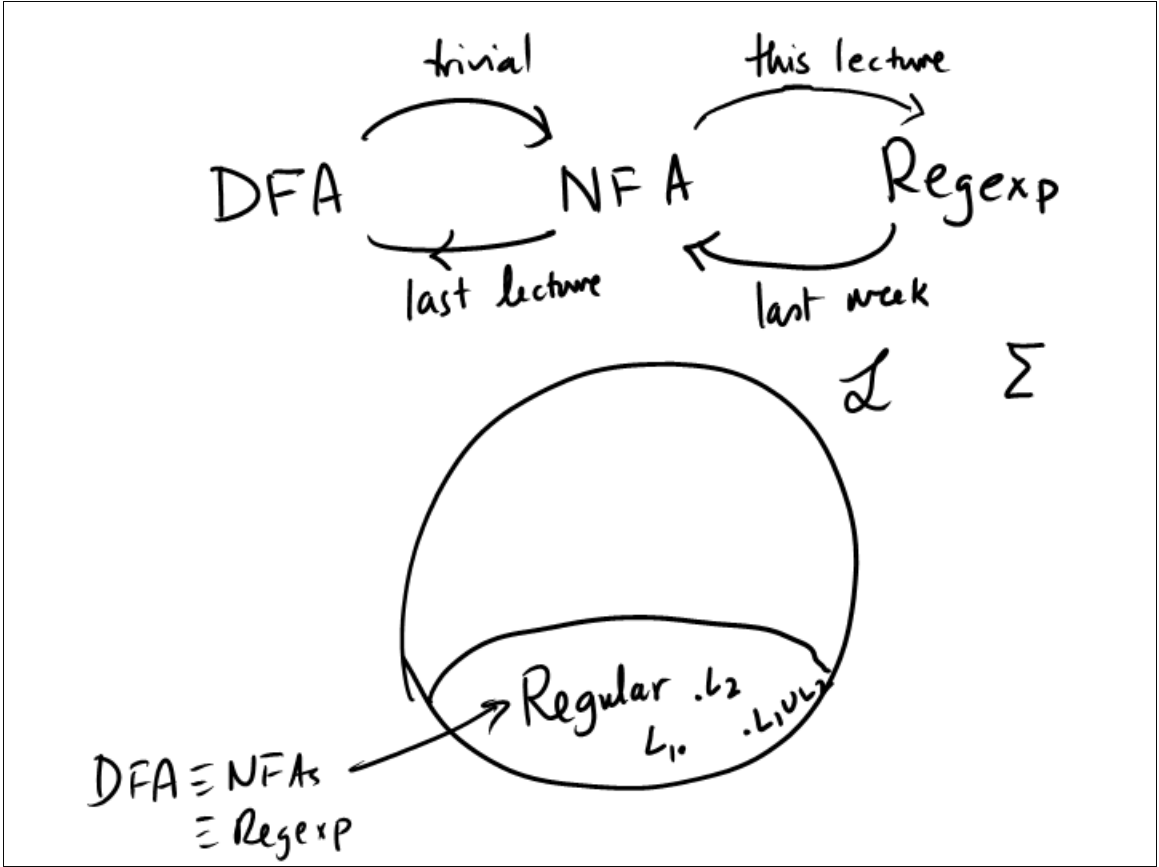 trivial this lecture
DFA NFA Regexp
last lecture last week
ℒ Σ
Regular .L₂
L₁. .L₁∪L₂
DFA ≡ NFAs
≡ Regexp